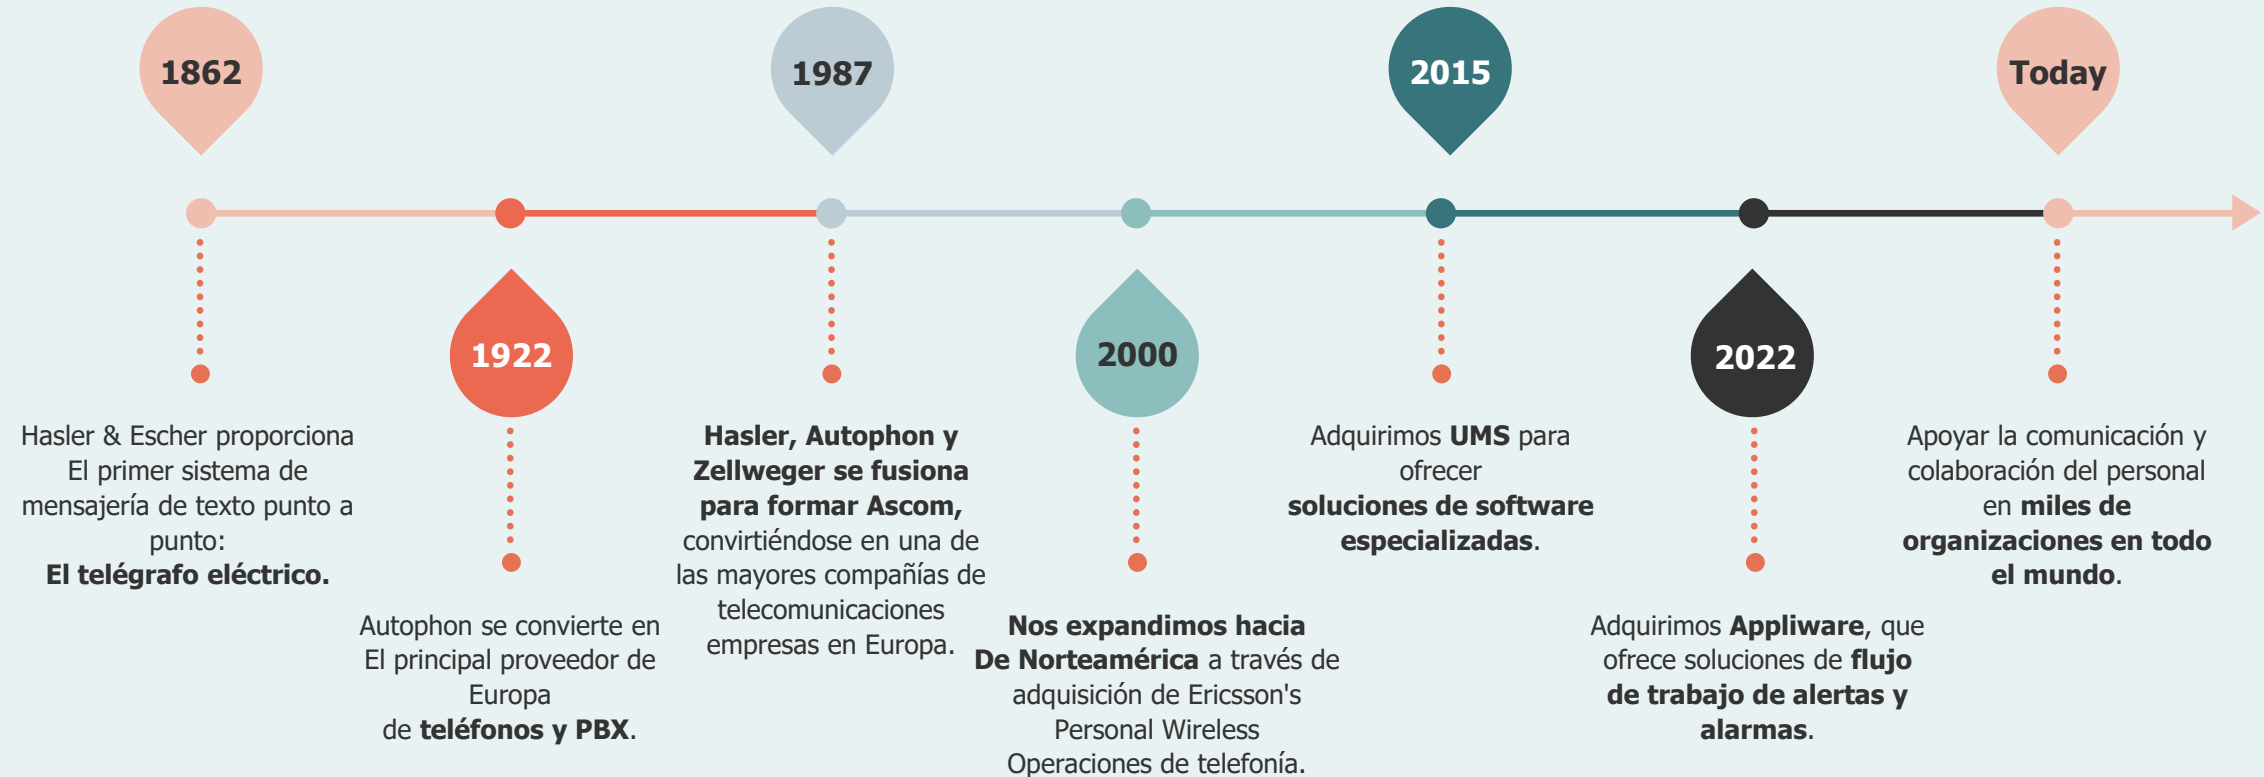 1862
Hasler & Escher proporciona
El primer sistema de
mensajería de texto punto a
punto:
El telégrafo eléctrico.
1922
Autophon se convierte en
El principal proveedor de
Europa
de teléfonos y PBX.
1987
Hasler, Autophon y
Zellweger se fusiona
para formar Ascom,
convirtiéndose en una de
las mayores compañías de
telecomunicaciones
empresas en Europa.
2000
Nos expandimos hacia
De Norteamérica a través de
adquisición de Ericsson's
Personal Wireless
Operaciones de telefonía.
2015
Adquirimos UMS para
ofrecer
soluciones de software
especializadas.
2022
Adquirimos Appliware, que
ofrece soluciones de flujo
de trabajo de alertas y
alarmas.
Today
Apoyar la comunicación y
colaboración del personal
en miles de
organizaciones en todo
el mundo.